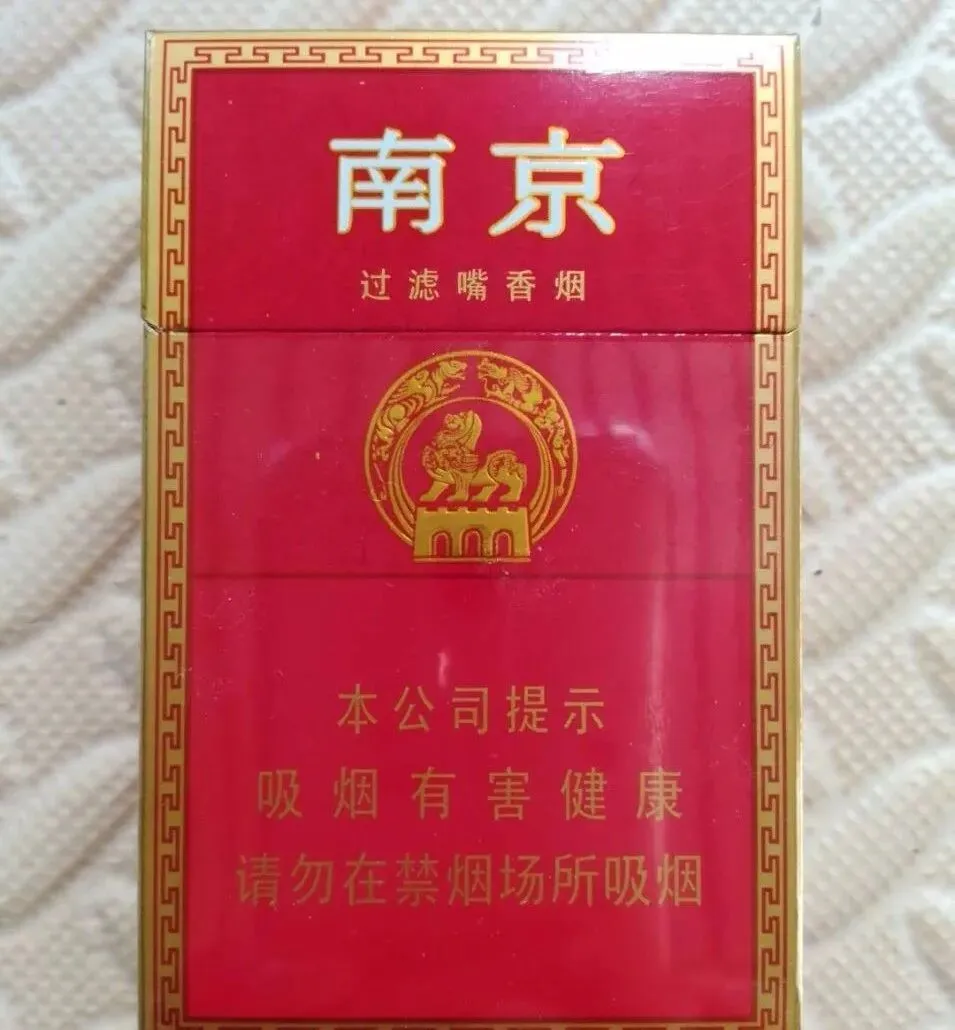 南京
过滤嘴香烟
本公司提示
吸烟有害健康
请勿在禁烟场所吸烟